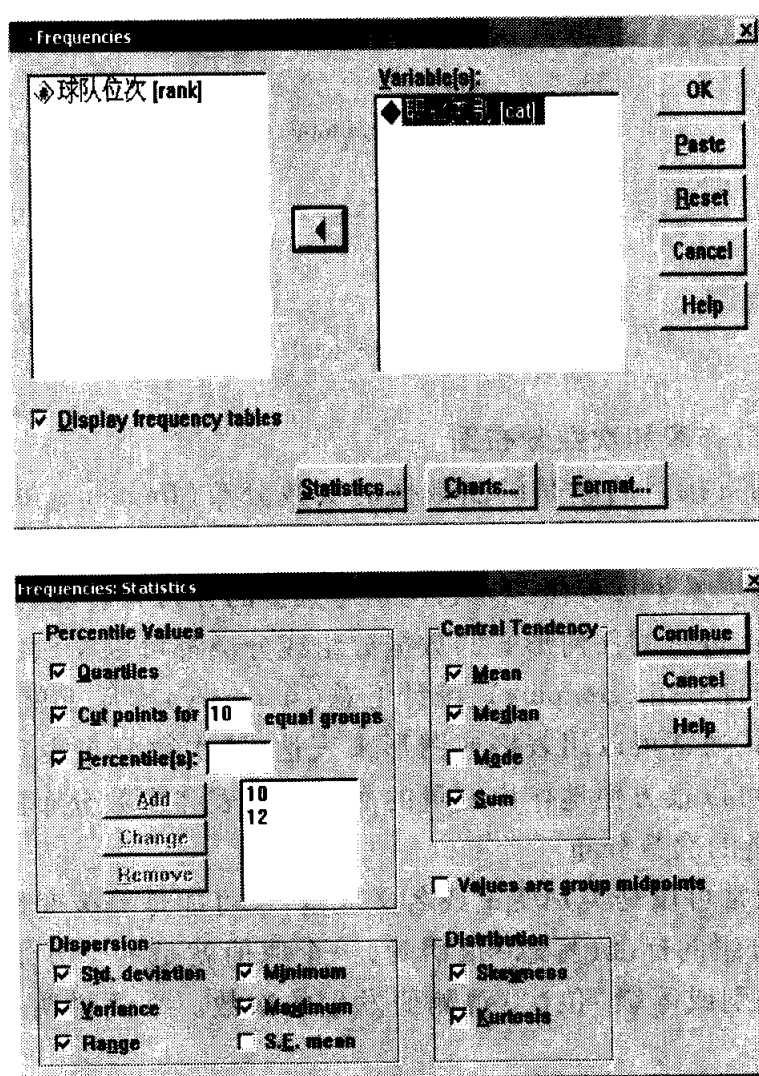 Frequencies
球队位次 [rank]
Variable(s):
[cat]
OK
Paste
Reset
Cancel
Help
Display frequency tables
Statistics...
Charts...
Format...
Frequencies: Statistics
Percentile Values
Quartiles
Cut points for 10 equal groups
Percentile(s):
Add
Change
Remove
10
12
Central Tendency
Mean
Median
Mode
Sum
Continue
Cancel
Help
Values are group midpoints
Dispersion
Std. deviation
Minimum
Variance
Maximum
Range
S.E. mean
Distribution
Skewness
Kurtosis